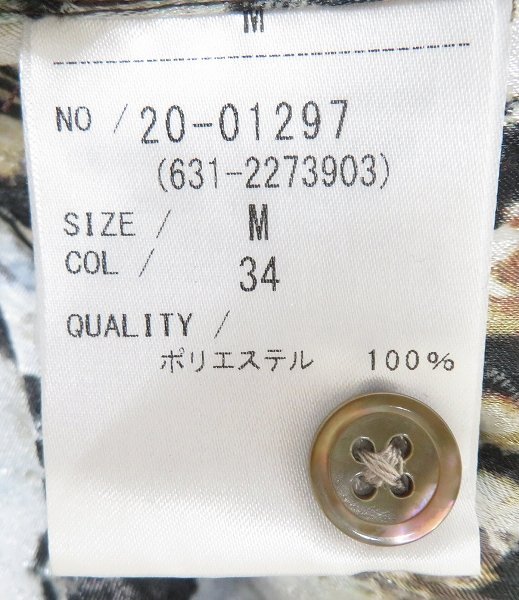 M
NO / 20-01297
(631-2273903)
SIZE / M
COL / 34
QUALITY /
ポリエステル 100%